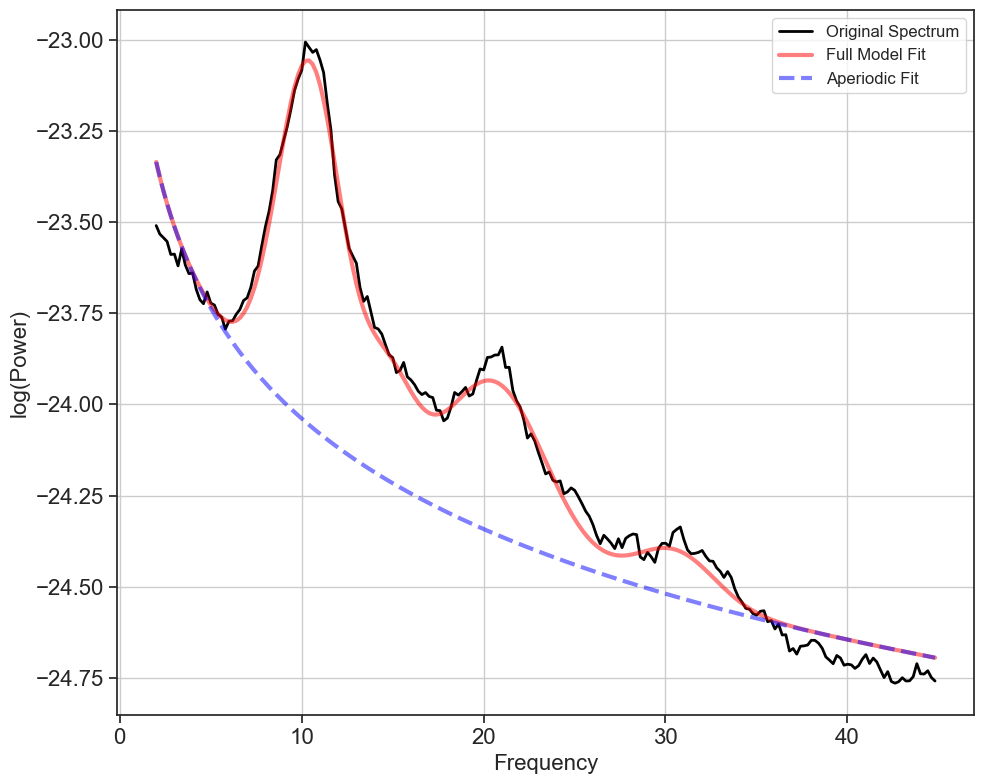 Original Spectrum
Full Model Fit
Aperiodic Fit
−23.00
−23.25
−23.50
−23.75
−24.00
−24.25
−24.50
−24.75
log(Power)
0 10 20 30 40
Frequency